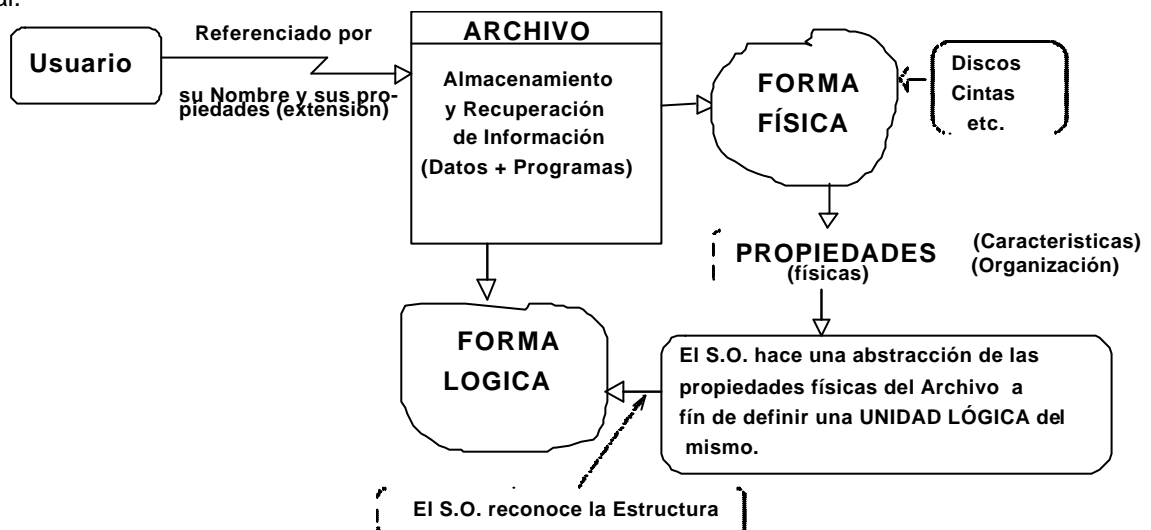 al.
Usuario
Referenciado por
su Nombre y sus pro-
piedades (extensión)
ARCHIVO
Almacenamiento
y Recuperación
de Información
(Datos + Programas)
FORMA
FÍSICA
Discos
Cintas
etc.
PROPIEDADES
(físicas)
(Caracteristicas)
(Organización)
FORMA
LOGICA
El S.O. hace una abstracción de las
propiedades físicas del Archivo a
fín de definir una UNIDAD LÓGICA del
mismo.
El S.O. reconoce la Estructura